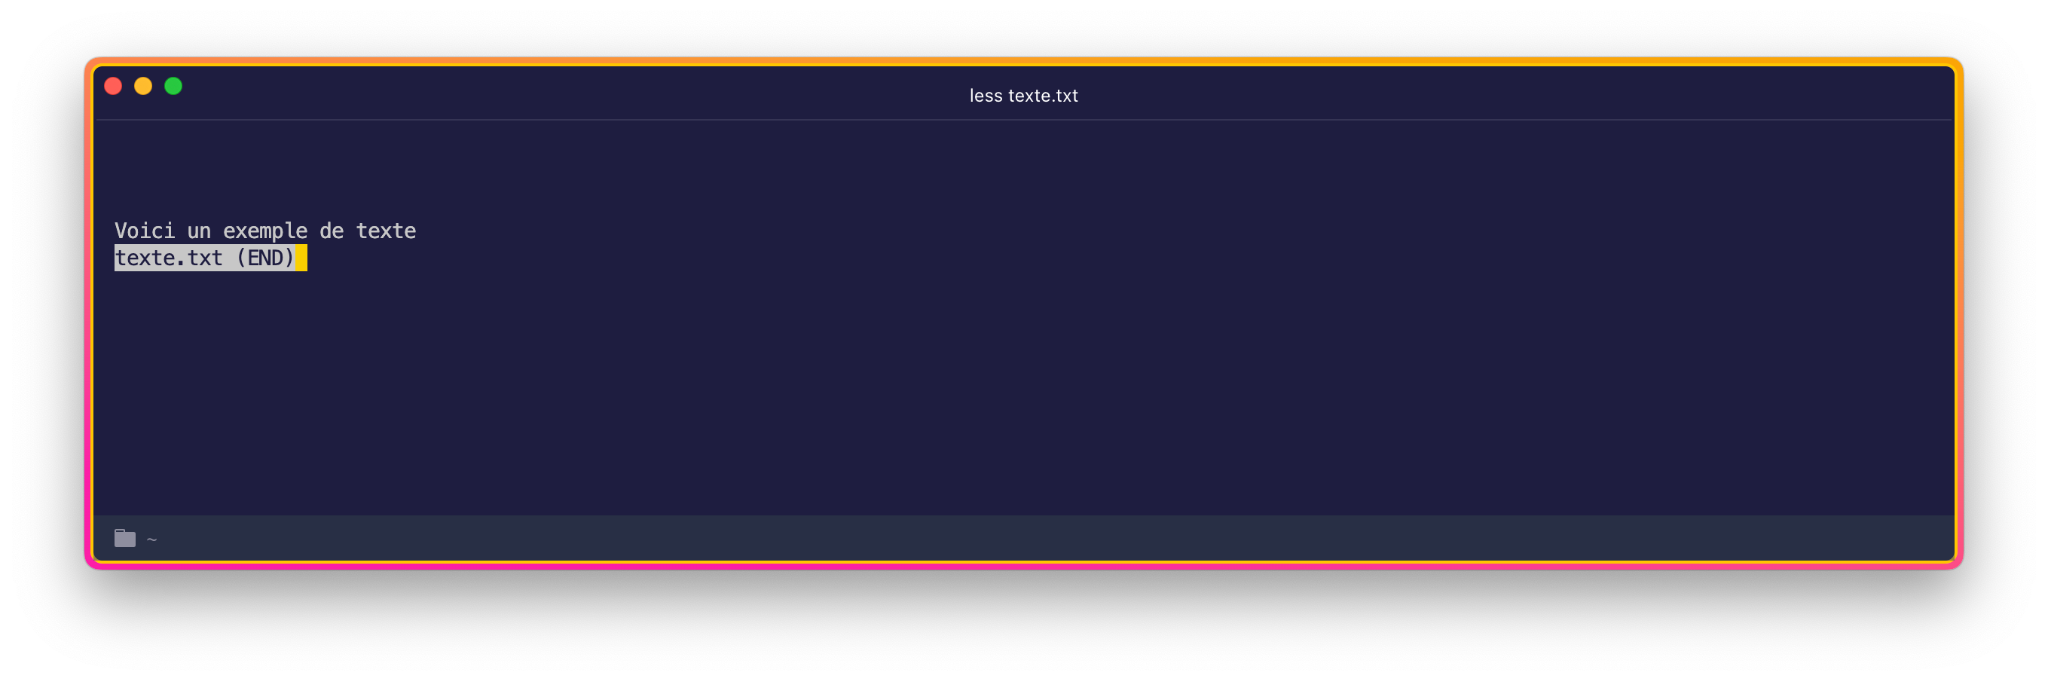 less texte.txt
Voici un exemple de texte
texte.txt (END)
~